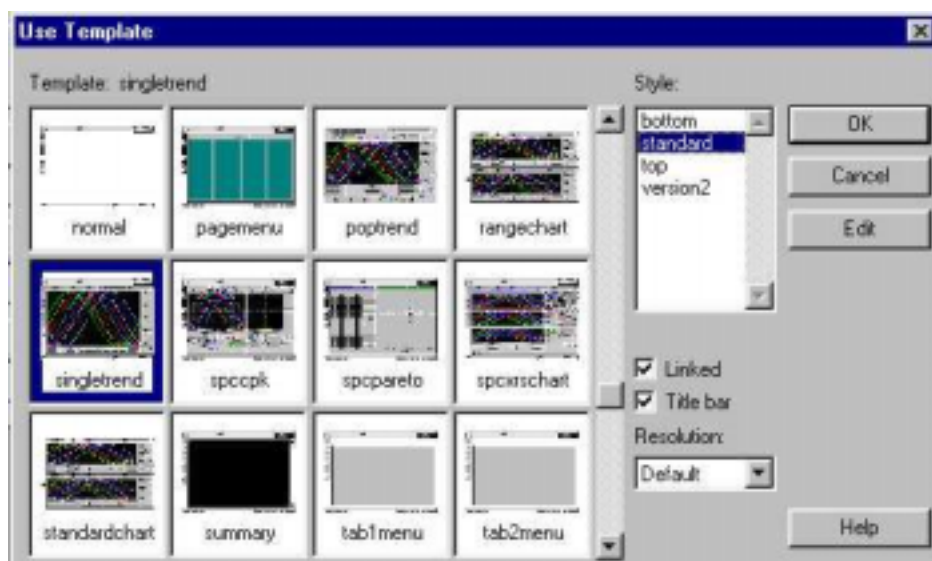 Use Template
Template: singletrend
Style:
normal
pagemenu
poptrend
rangechart
singletrend
spccpk
spcpareto
spcxrschart
standardchart
summary
tab1menu
tab2menu
bottom
standard
top
version2
OK
Cancel
Edit
Linked
Title bar
Resolution:
Default
Help